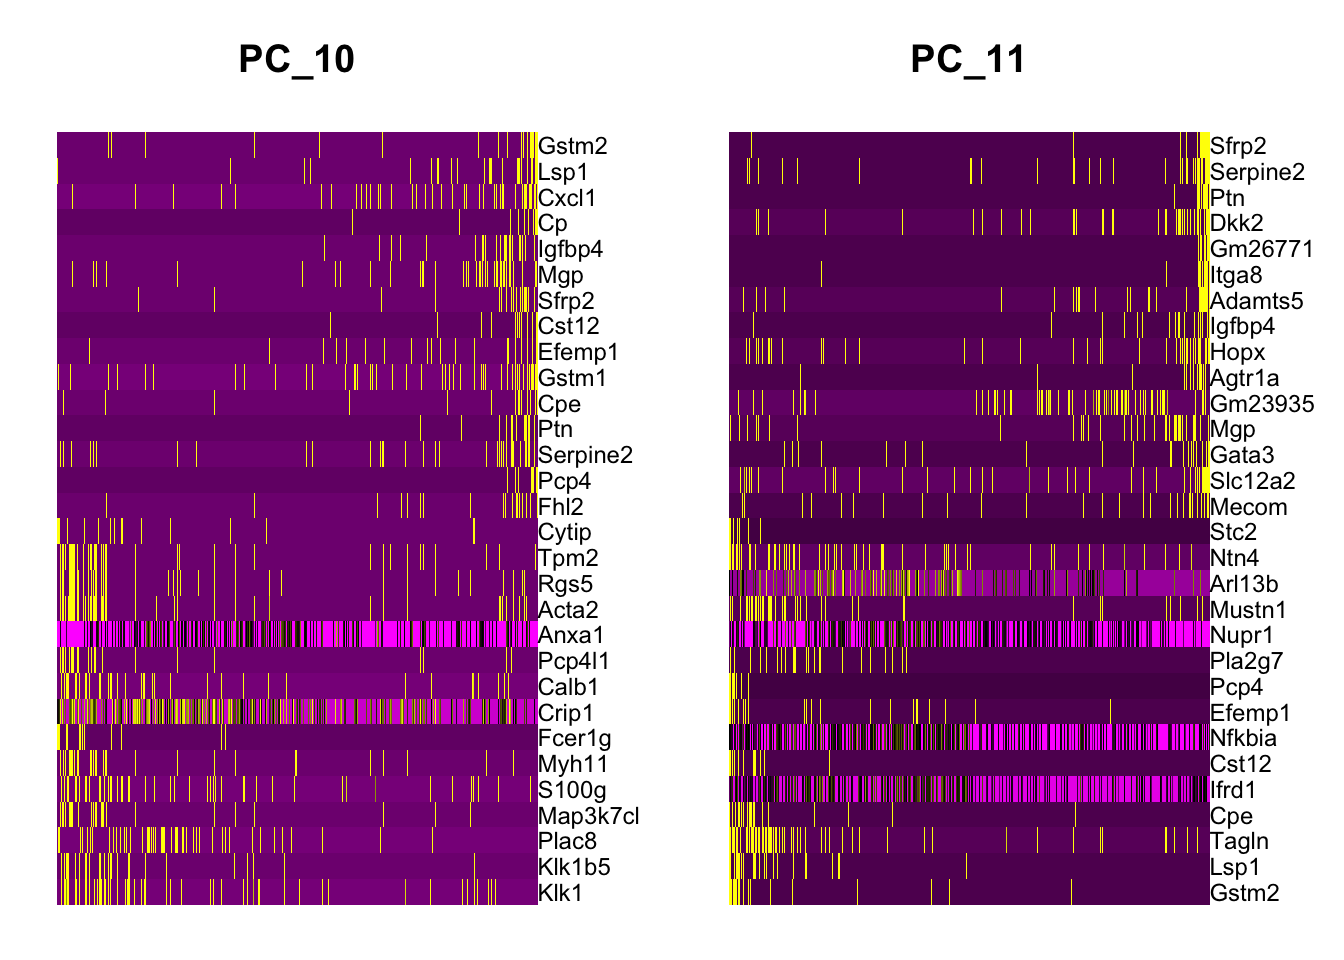 PC_10
Gstm2
Lsp1
Cxcl1
Cp
Igfbp4
Mgp
Sfrp2
Cst12
Efemp1
Gstm1
Cpe
Ptn
Serpine2
Pcp4
Fhl2
Cytip
Tpm2
Rgs5
Acta2
Anxa1
Pcp4l1
Calb1
Crip1
Fcer1g
Myh11
S100g
Map3k7cl
Plac8
Klk1b5
Klk1
PC_11
Sfrp2
Serpine2
Ptn
Dkk2
Gm26771
Itga8
Adamts5
Igfbp4
Hopx
Agtr1a
Gm23935
Mgp
Gata3
Slc12a2
Mecom
Stc2
Ntn4
Arl13b
Mustn1
Nupr1
Pla2g7
Pcp4
Efemp1
Nfkbia
Cst12
Ifrd1
Cpe
Tagln
Lsp1
Gstm2